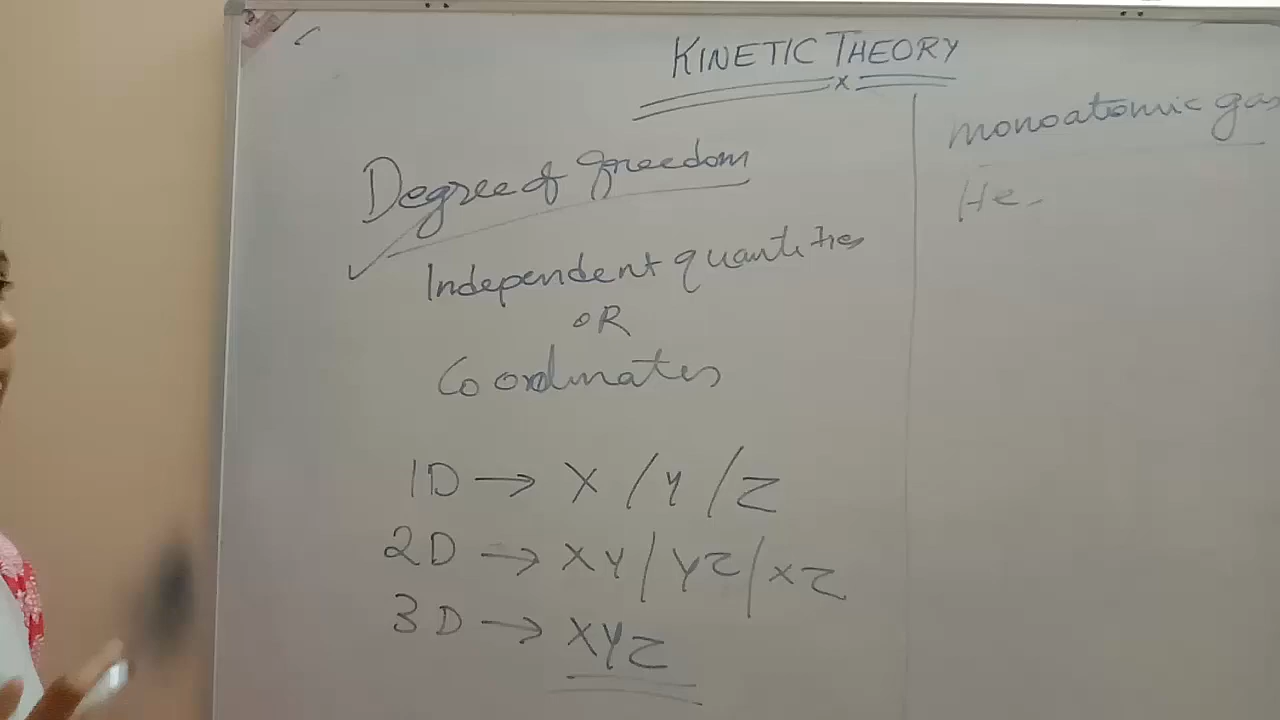 KINETIC THEORY
x
Degree of freedom
Independent quantities
OR
Coordinates
1D → X / Y / Z
2D → XY / YZ / XZ
3D → XYZ
monoatomic gas
He